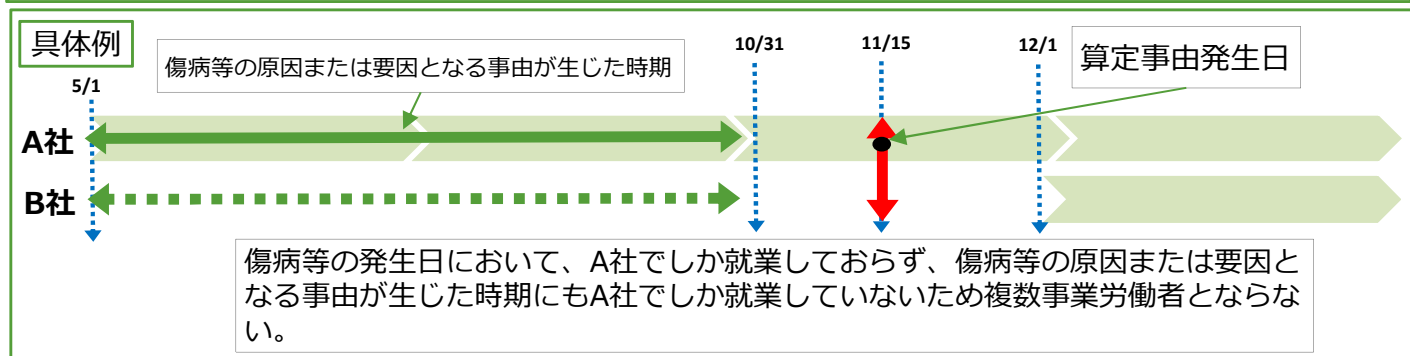 具体例
傷病等の原因または要因となる事由が生じた時期
10/31
11/15
12/1
算定事由発生日
5/1
A社
B社
傷病等の発生日において、A社でしか就業しておらず、傷病等の原因または要因と
なる事由が生じた時期にもA社でしか就業していないため複数事業労働者とならな
い。